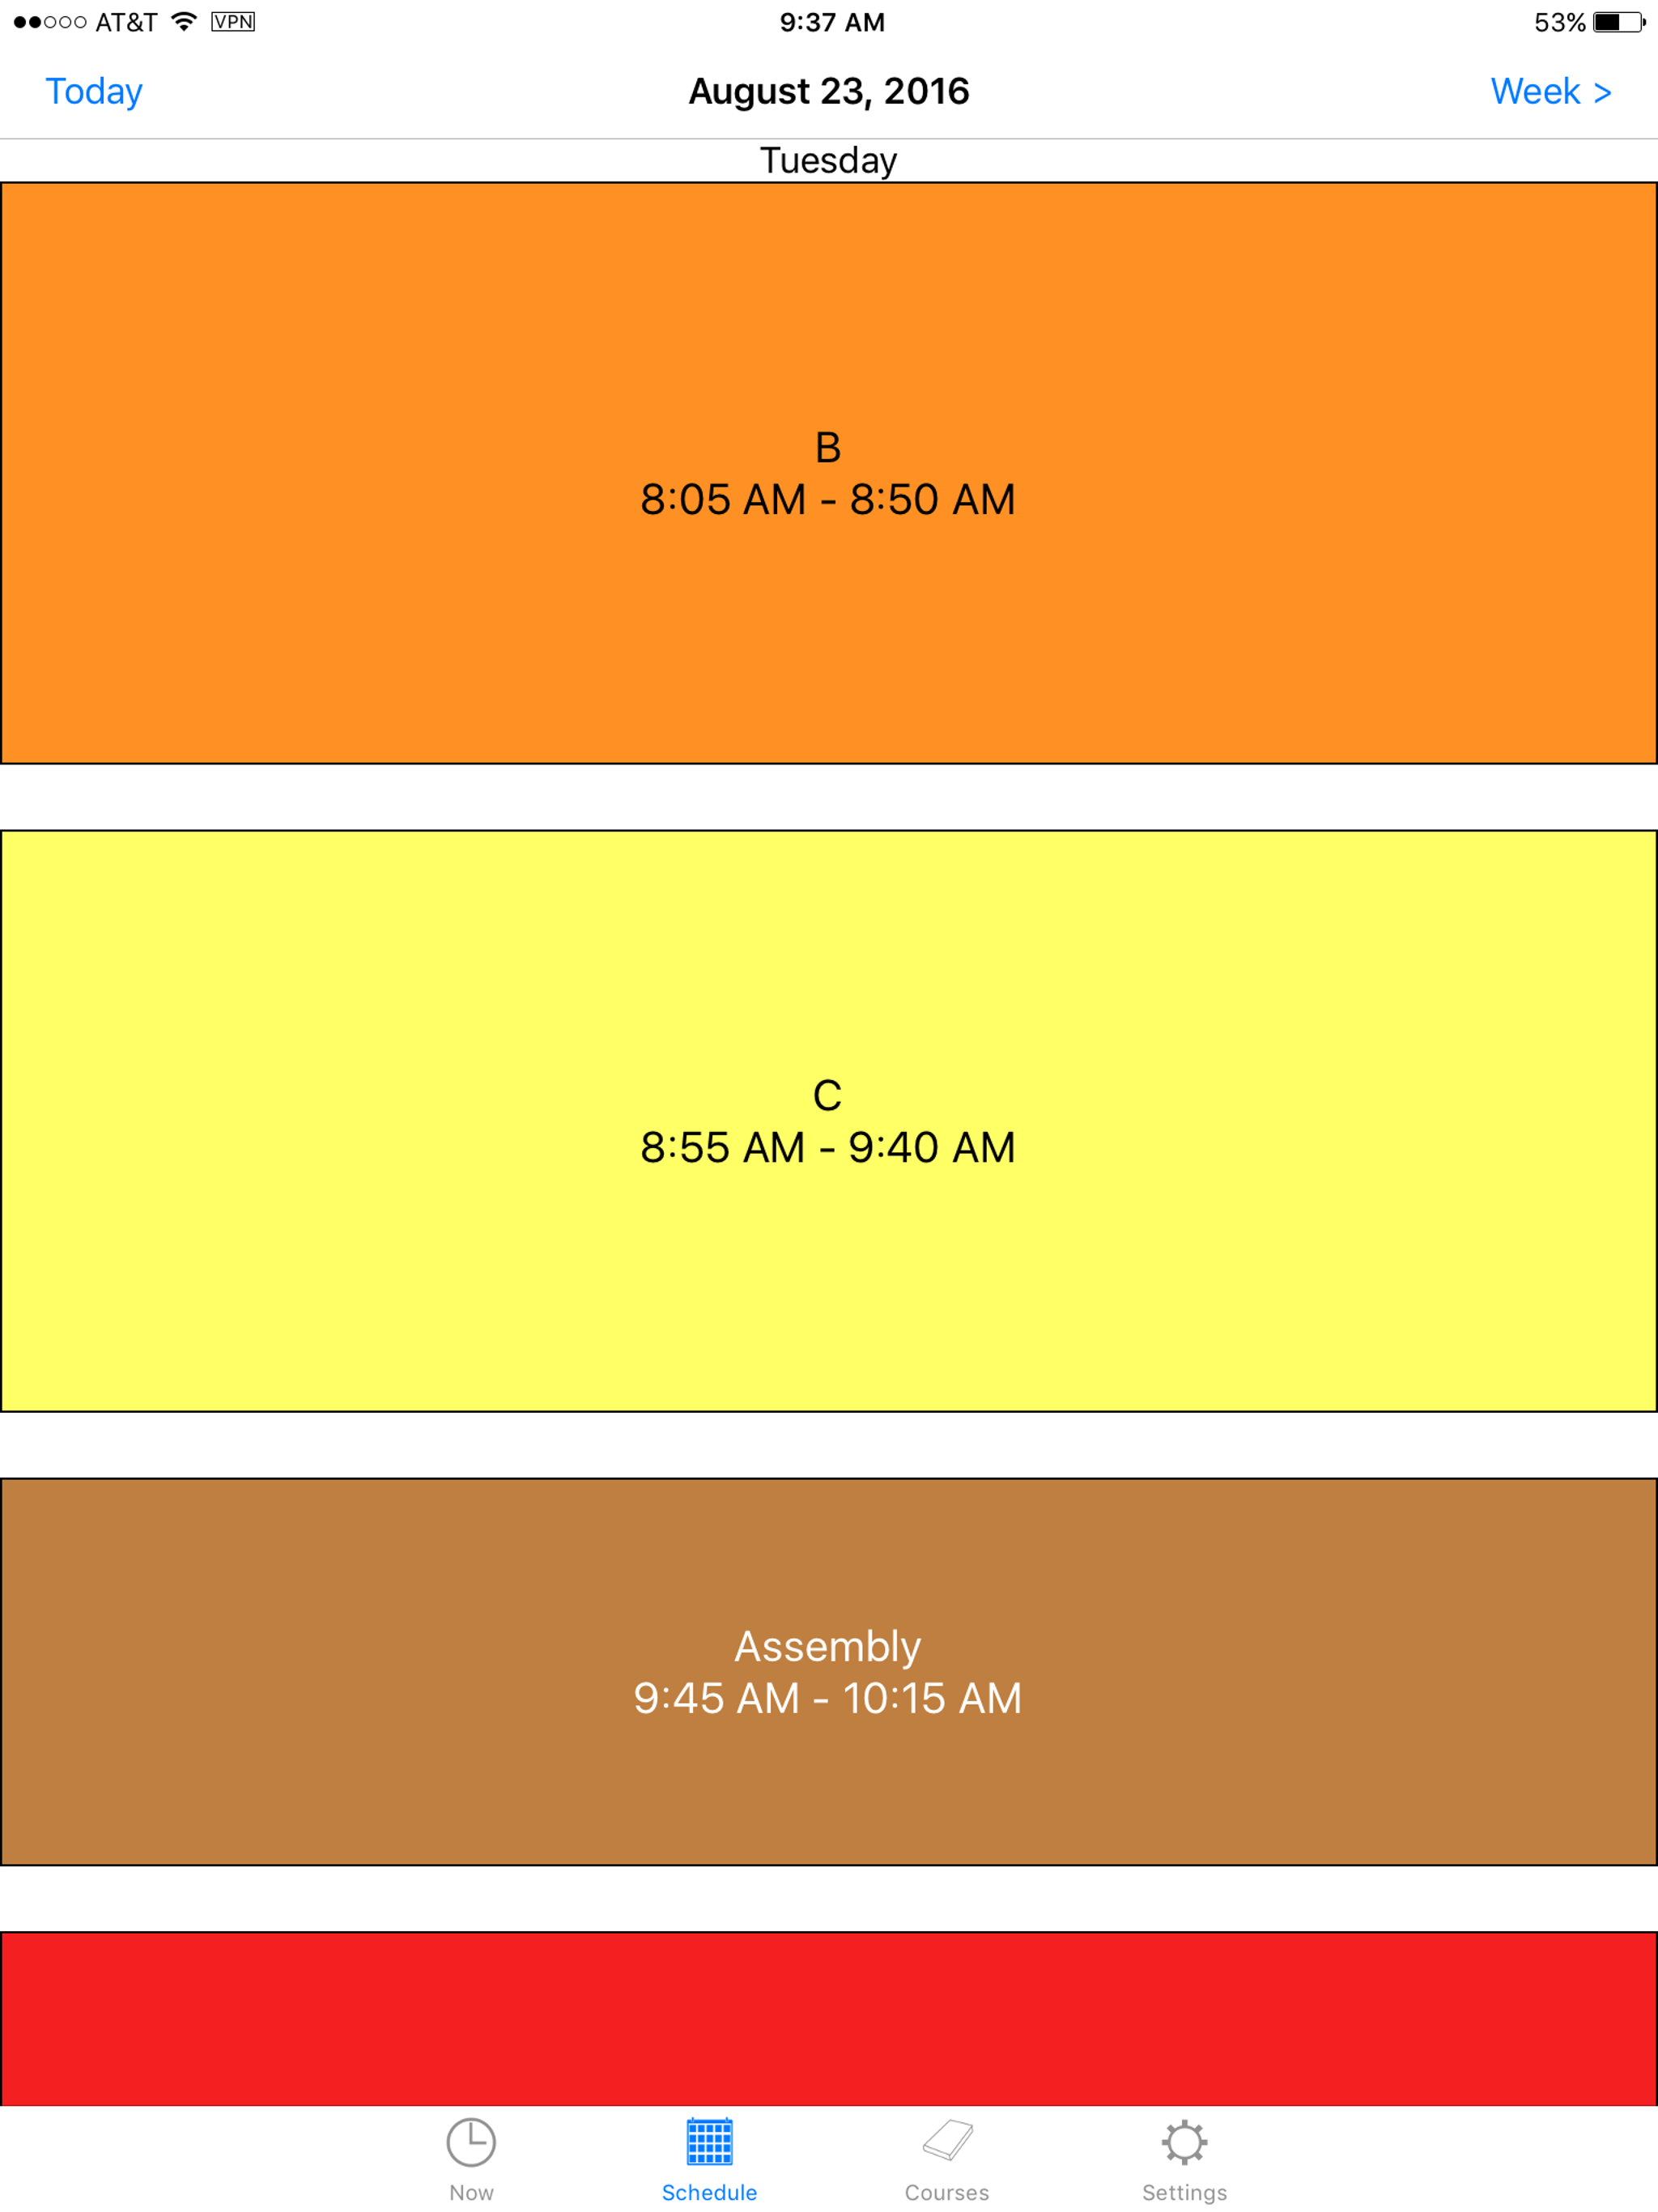 AT&T VPN 9:37 AM 53%
Today August 23, 2016 Week >
Tuesday
B
8:05 AM - 8:50 AM
C
8:55 AM - 9:40 AM
Assembly
9:45 AM - 10:15 AM
Now Schedule Courses Settings